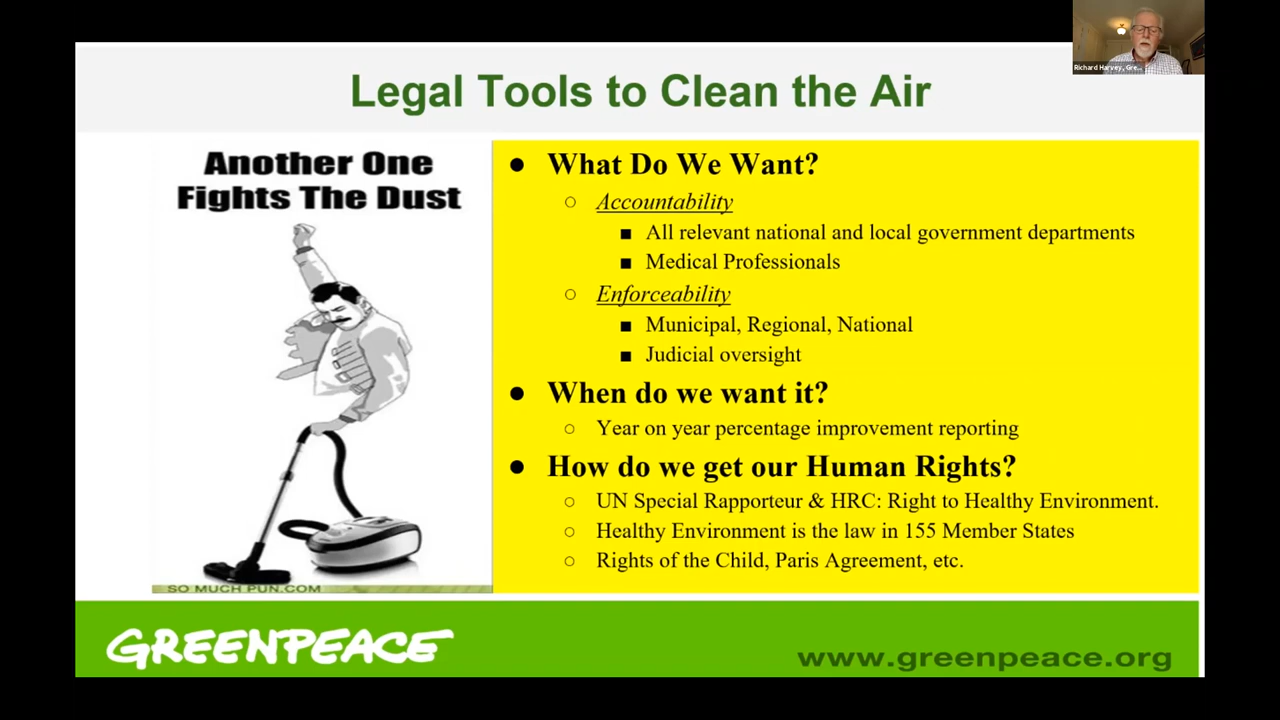 Richard Harvey, Gre...
Legal Tools to Clean the Air
Another One
Fights The Dust
SO MUCH PUN.COM
● What Do We Want?
○ Accountability
■ All relevant national and local government departments
■ Medical Professionals
○ Enforceability
■ Municipal, Regional, National
■ Judicial oversight
● When do we want it?
○ Year on year percentage improvement reporting
● How do we get our Human Rights?
○ UN Special Rapporteur & HRC: Right to Healthy Environment.
○ Healthy Environment is the law in 155 Member States
○ Rights of the Child, Paris Agreement, etc.
GREENPEACE
www.greenpeace.org